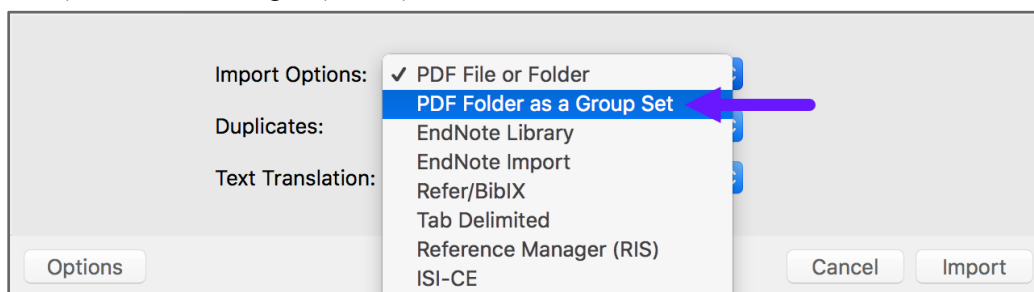 Import Options: ✓ PDF File or Folder
PDF Folder as a Group Set
Duplicates:
EndNote Library
EndNote Import
Text Translation:
Refer/BibIX
Tab Delimited
Reference Manager (RIS)
Options
ISI-CE
Cancel
Import